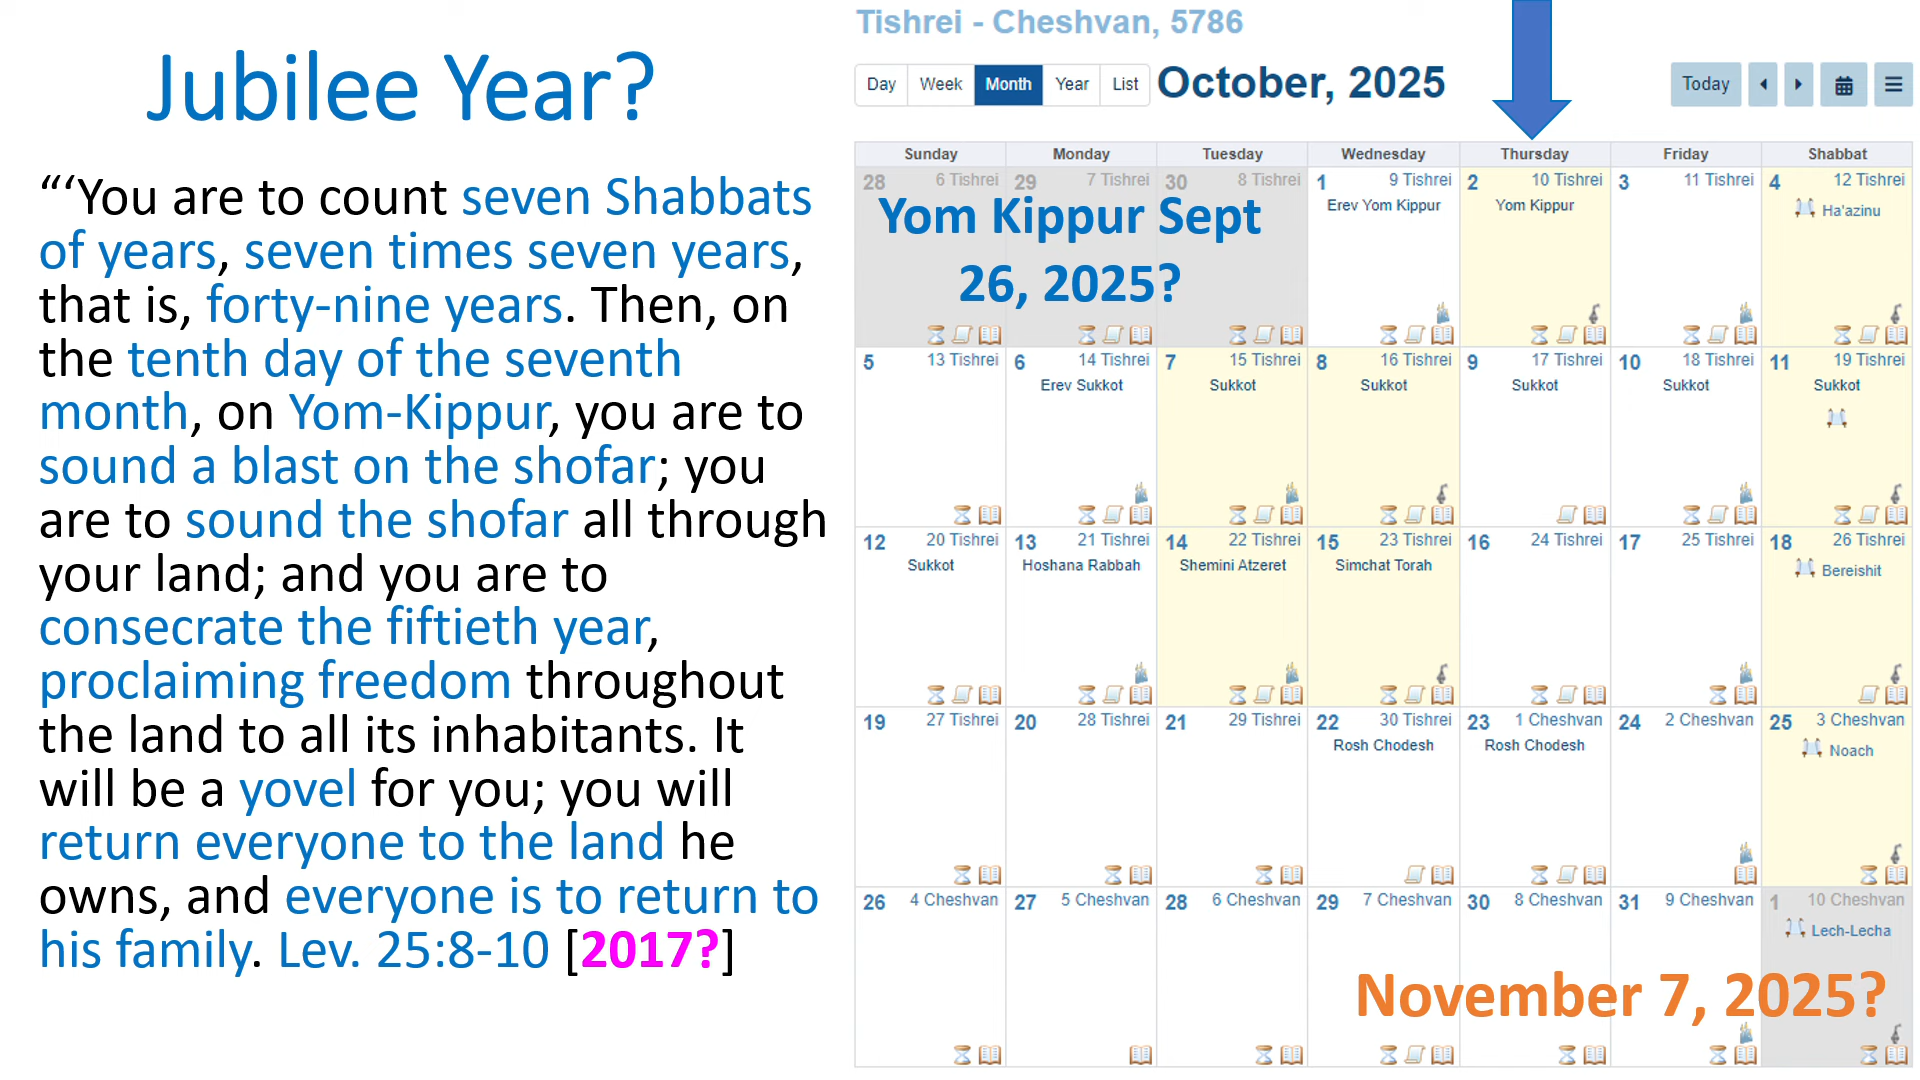 Jubilee Year?
“‘You are to count seven Shabbats
of years, seven times seven years,
that is, forty-nine years. Then, on
the tenth day of the seventh
month, on Yom-Kippur, you are to
sound a blast on the shofar; you
are to sound the shofar all through
your land; and you are to
consecrate the fiftieth year,
proclaiming freedom throughout
the land to all its inhabitants. It
will be a yovel for you; you will
return everyone to the land he
owns, and everyone is to return to
his family. Lev. 25:8-10 [2017?]
Tishrei - Cheshvan, 5786
Day Week Month Year List October, 2025 Today
Sunday Monday Tuesday Wednesday Thursday Friday Shabbat
28 6 Tishrei 29 7 Tishrei 30 8 Tishrei 1 9 Tishrei 2 10 Tishrei 3 11 Tishrei 4 12 Tishrei
Erev Yom Kippur Yom Kippur Ha'azinu
Yom Kippur Sept
26, 2025?
5 13 Tishrei 6 14 Tishrei 7 15 Tishrei 8 16 Tishrei 9 17 Tishrei 10 18 Tishrei 11 19 Tishrei
Erev Sukkot Sukkot Sukkot Sukkot Sukkot Sukkot
12 20 Tishrei 13 21 Tishrei 14 22 Tishrei 15 23 Tishrei 16 24 Tishrei 17 25 Tishrei 18 26 Tishrei
Sukkot Hoshana Rabbah Shemini Atzeret Simchat Torah Bereishit
19 27 Tishrei 20 28 Tishrei 21 29 Tishrei 22 30 Tishrei 23 1 Cheshvan 24 2 Cheshvan 25 3 Cheshvan
Rosh Chodesh Rosh Chodesh Noach
26 4 Cheshvan 27 5 Cheshvan 28 6 Cheshvan 29 7 Cheshvan 30 8 Cheshvan 31 9 Cheshvan 1 10 Cheshvan
Lech-Lecha
November 7, 2025?